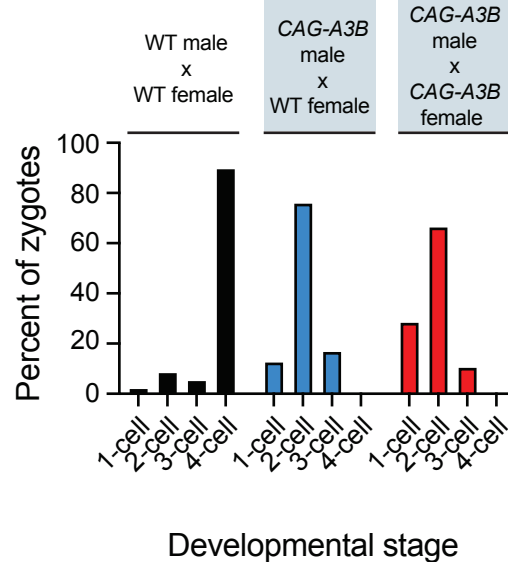 WT male
x
WT female
CAG-A3B
male
x
WT female
CAG-A3B
male
x
CAG-A3B
female
Percent of zygotes
100
80
60
40
20
0
1-cell
2-cell
3-cell
4-cell
1-cell
2-cell
3-cell
4-cell
1-cell
2-cell
3-cell
4-cell
Developmental stage